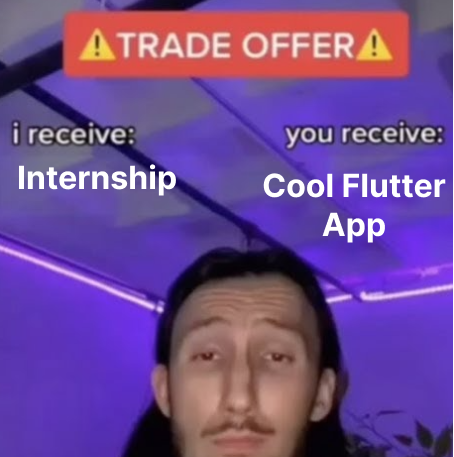 ⚠️TRADE OFFER⚠️
i receive:
you receive:
Internship
Cool Flutter
App